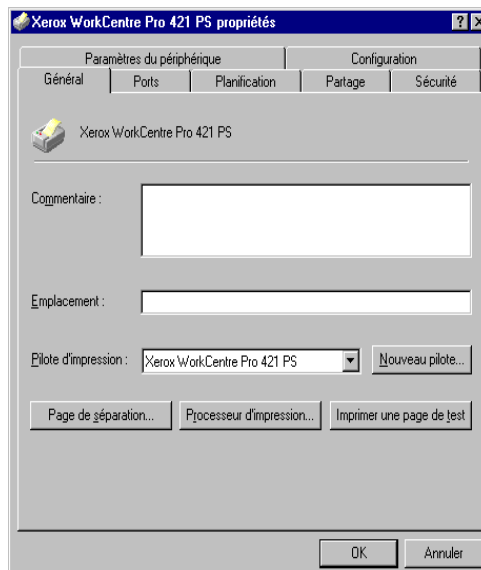 Xerox WorkCentre Pro 421 PS propriétés
Paramètres du périphérique Configuration
Général Ports Planification Partage Sécurité
Xerox WorkCentre Pro 421 PS
Commentaire :
Emplacement :
Pilote d'impression : Xerox WorkCentre Pro 421 PS Nouveau pilote...
Page de séparation... Processeur d'impression... Imprimer une page de test
OK Annuler